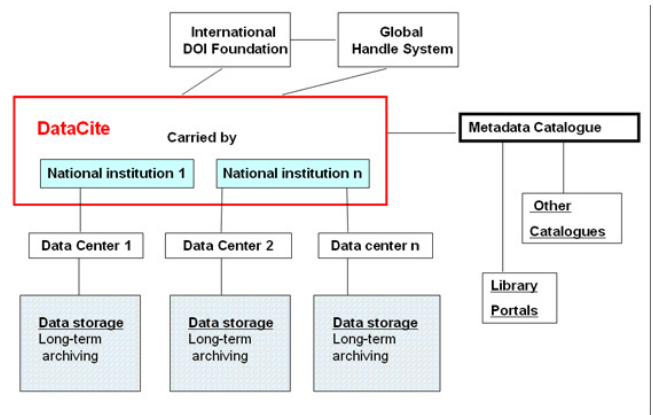 International
DOI Foundation
Global
Handle System
DataCite
Carried by
National institution 1
National institution n
Metadata Catalogue
Other
Catalogues
Library
Portals
Data Center 1
Data Center 2
Data center n
Data storage
Long-term
archiving
Data storage
Long-term
archiving
Data storage
Long-term
archiving